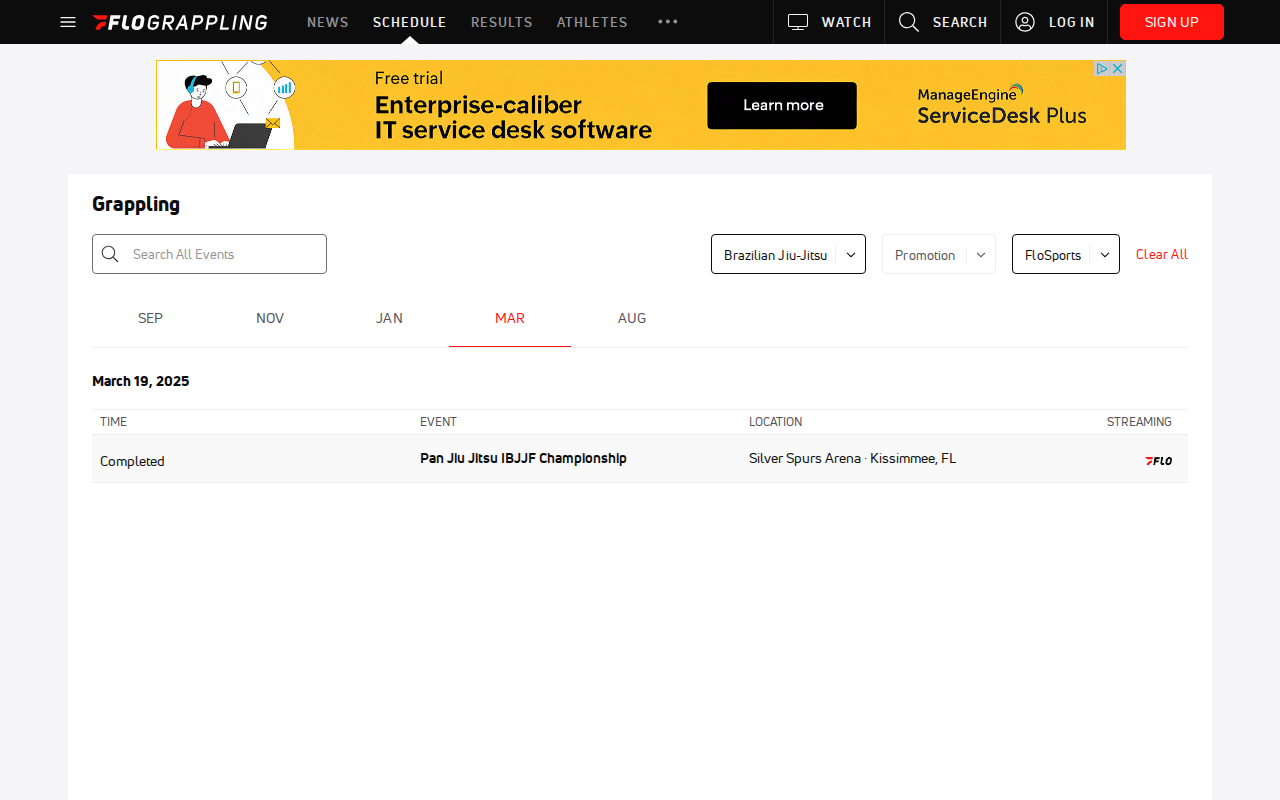 FLOGRAPPLING NEWS SCHEDULE RESULTS ATHLETES WATCH SEARCH LOG IN SIGN UP
Free trial
Enterprise-caliber
IT service desk software
Learn more
ManageEngine
ServiceDesk Plus
Grappling
Search All Events Brazilian Jiu-Jitsu Promotion FloSports Clear All
SEP NOV JAN MAR AUG
March 19, 2025
TIME EVENT LOCATION STREAMING
Completed Pan Jiu Jitsu IBJJF Championship Silver Spurs Arena · Kissimmee, FL FLO